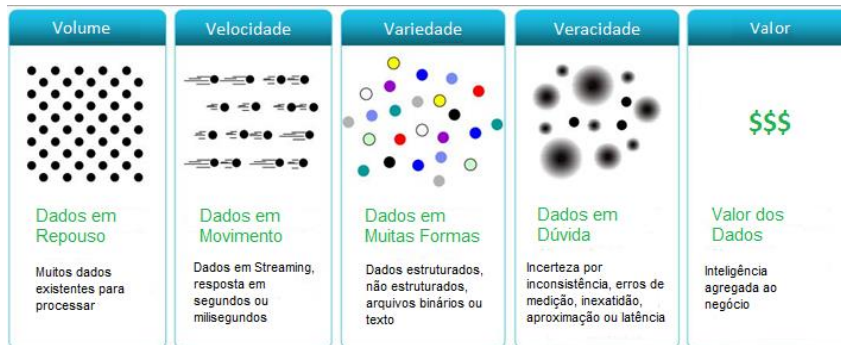 Volume
Dados em
Repouso
Muitos dados
existentes para
processar
Velocidade
Dados em
Movimento
Dados em Streaming,
resposta em
segundos ou
milisegundos
Variedade
Dados em
Muitas Formas
Dados estruturados,
não estruturados,
arquivos binários ou
texto
Veracidade
Dados em
Dúvida
Incerteza por
inconsistência, erros de
medição, inexatidão,
aproximação ou latência
Valor
$$$
Valor dos
Dados
Inteligência
agregada ao
negócio